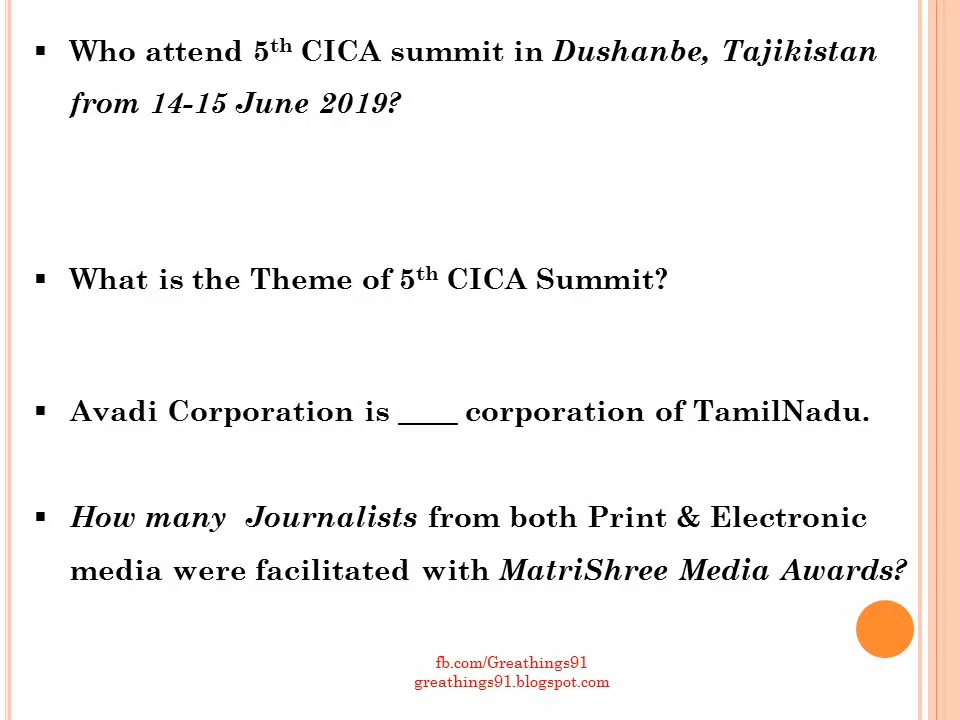 ▪ Who attend 5th CICA summit in Dushanbe, Tajikistan
from 14-15 June 2019?
▪ What is the Theme of 5th CICA Summit?
▪ Avadi Corporation is ____ corporation of TamilNadu.
▪ How many Journalists from both Print & Electronic
media were facilitated with MatriShree Media Awards?
fb.com/Greathings91
greathings91.blogspot.com